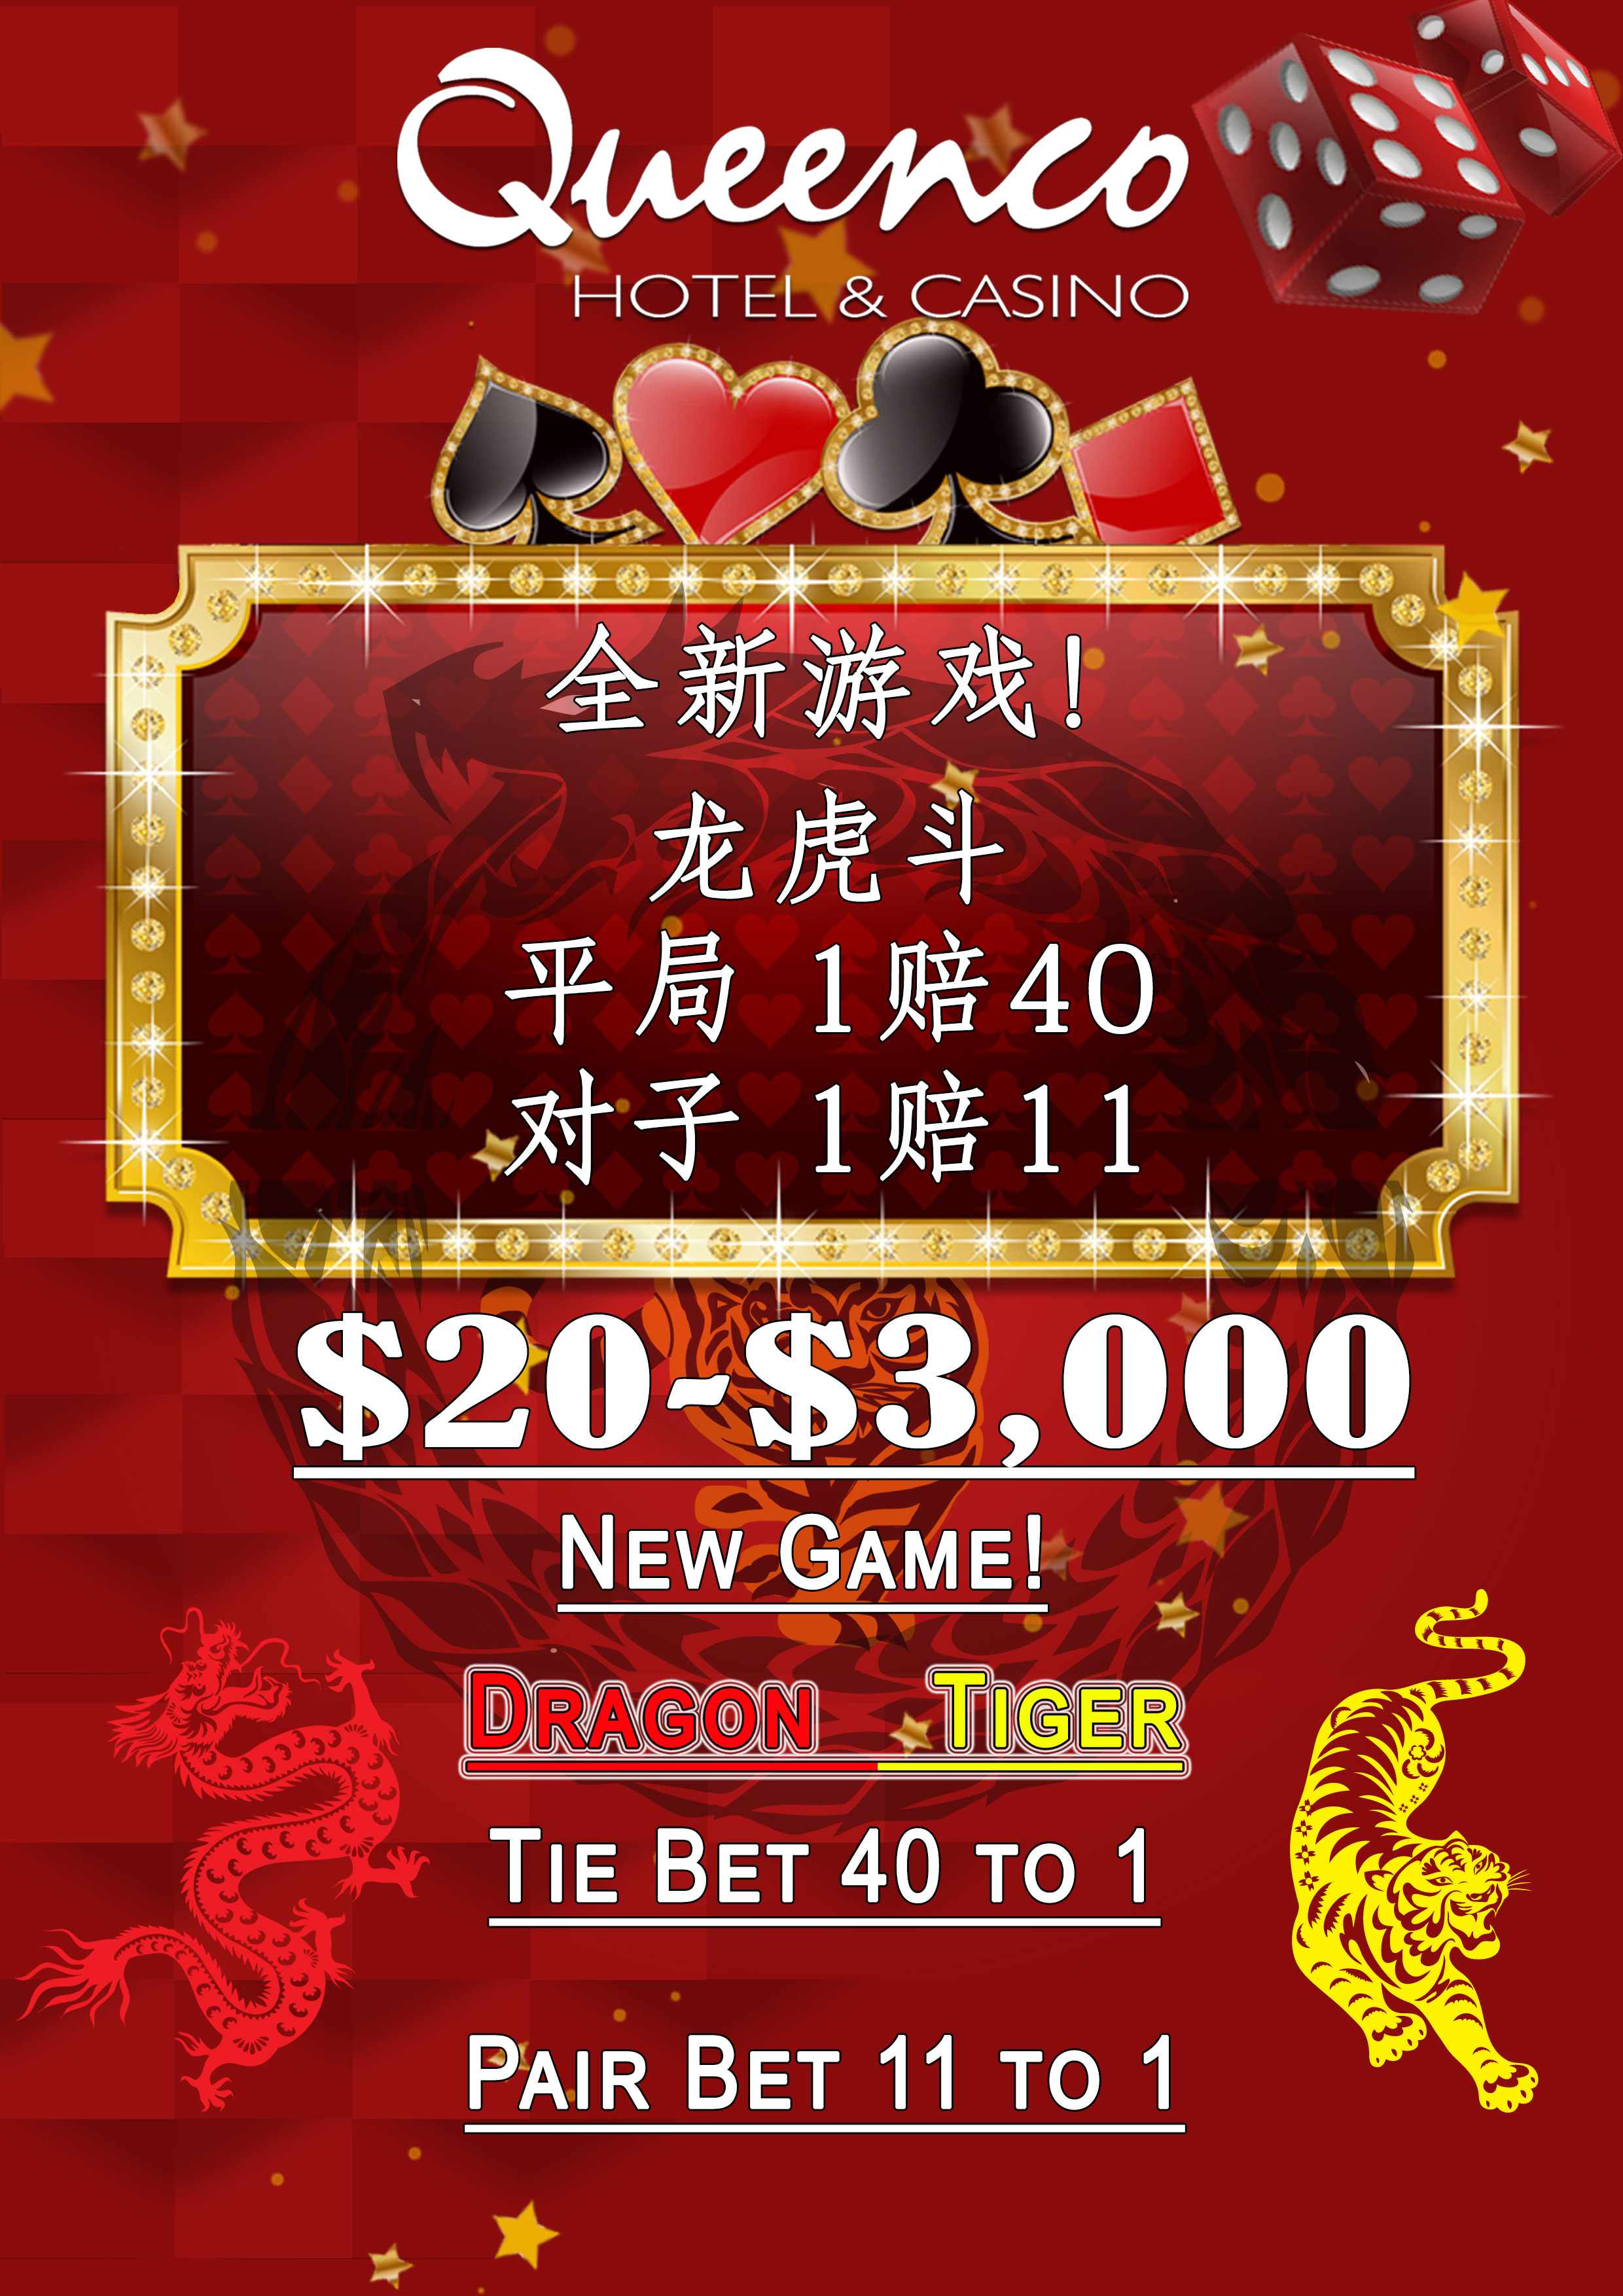 Queenco
HOTEL & CASINO
全新游戏!
龙虎斗
平局 1赔40
对子 1赔11
$20-$3,000
NEW GAME!
DRAGON TIGER
TIE BET 40 TO 1
PAIR BET 11 TO 1